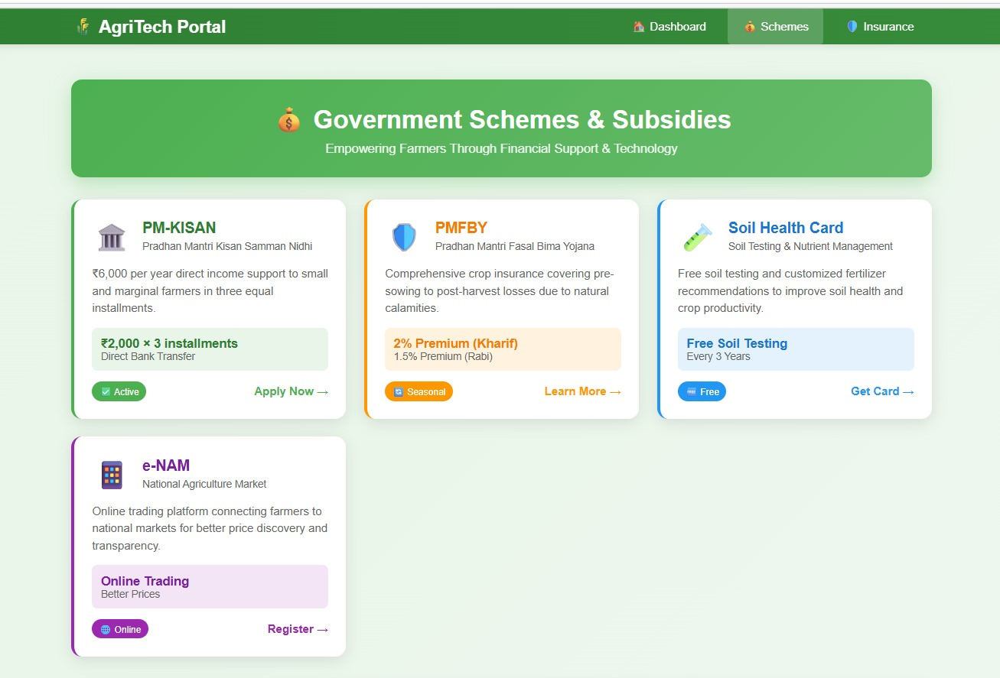 AgriTech Portal
Dashboard
Schemes
Insurance
Government Schemes & Subsidies
Empowering Farmers Through Financial Support & Technology
PM-KISAN
Pradhan Mantri Kisan Samman Nidhi
₹6,000 per year direct income support to small
and marginal farmers in three equal
installments.
₹2,000 × 3 installments
Direct Bank Transfer
Active
Apply Now →
PMFBY
Pradhan Mantri Fasal Bima Yojana
Comprehensive crop insurance covering pre-
sowing to post-harvest losses due to natural
calamities.
2% Premium (Kharif)
1.5% Premium (Rabi)
Seasonal
Learn More →
Soil Health Card
Soil Testing & Nutrient Management
Free soil testing and customized fertilizer
recommendations to improve soil health and
crop productivity.
Free Soil Testing
Every 3 Years
Free
Get Card →
e-NAM
National Agriculture Market
Online trading platform connecting farmers to
national markets for better price discovery and
transparency.
Online Trading
Better Prices
Online
Register →